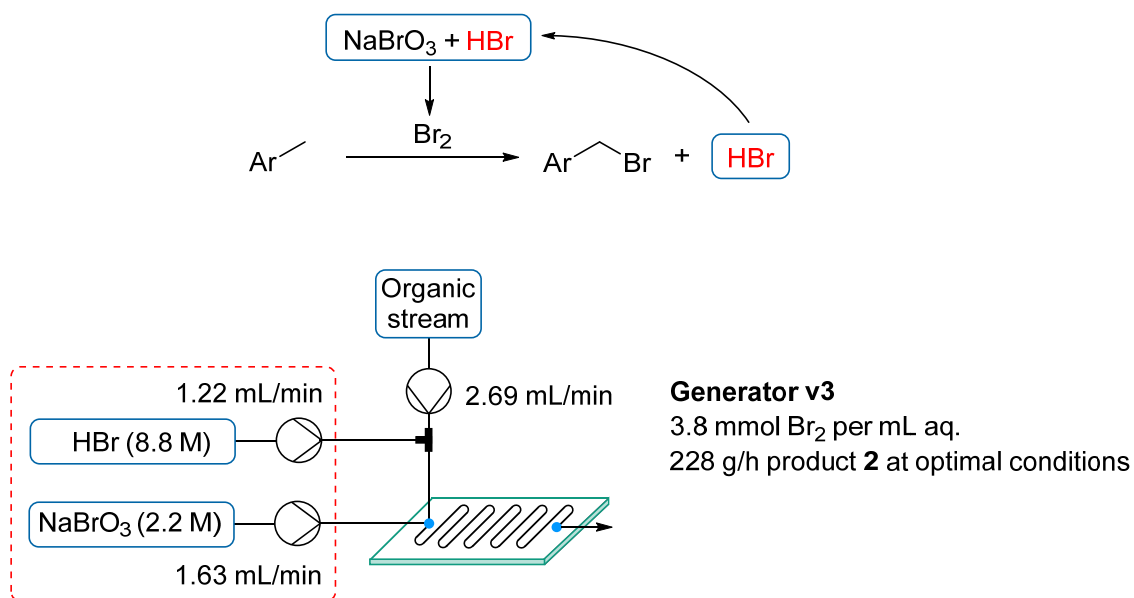 NaBrO₃ + HBr
Br₂
Ar
Ar Br + HBr
Organic
stream
1.22 mL/min
2.69 mL/min
HBr (8.8 M)
NaBrO₃ (2.2 M)
1.63 mL/min
Generator v3
3.8 mmol Br₂ per mL aq.
228 g/h product 2 at optimal conditions